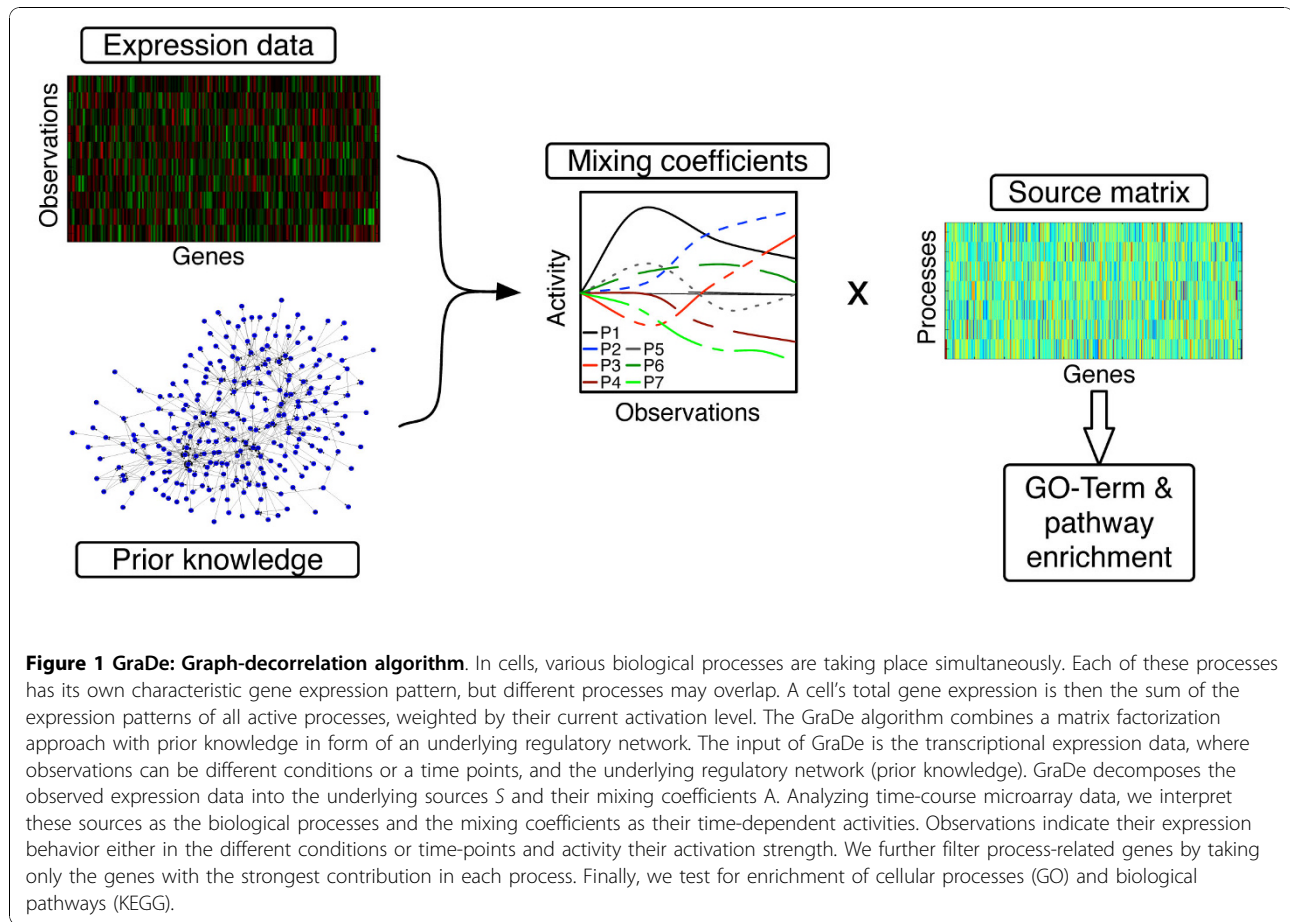 Expression data
Observations
Genes
Prior knowledge
Mixing coefficients
Activity
P1
P2
P3
P4
P5
P6
P7
Observations
X
Source matrix
Processes
Genes
GO-Term &
pathway
enrichment
Figure 1 GraDe: Graph-decorrelation algorithm. In cells, various biological processes are taking place simultaneously. Each of these processes
has its own characteristic gene expression pattern, but different processes may overlap. A cell's total gene expression is then the sum of the
expression patterns of all active processes, weighted by their current activation level. The GraDe algorithm combines a matrix factorization
approach with prior knowledge in form of an underlying regulatory network. The input of GraDe is the transcriptional expression data, where
observations can be different conditions or a time points, and the underlying regulatory network (prior knowledge). GraDe decomposes the
observed expression data into the underlying sources S and their mixing coefficients A. Analyzing time-course microarray data, we interpret
these sources as the biological processes and the mixing coefficients as their time-dependent activities. Observations indicate their expression
behavior either in the different conditions or time-points and activity their activation strength. We further filter process-related genes by taking
only the genes with the strongest contribution in each process. Finally, we test for enrichment of cellular processes (GO) and biological
pathways (KEGG).